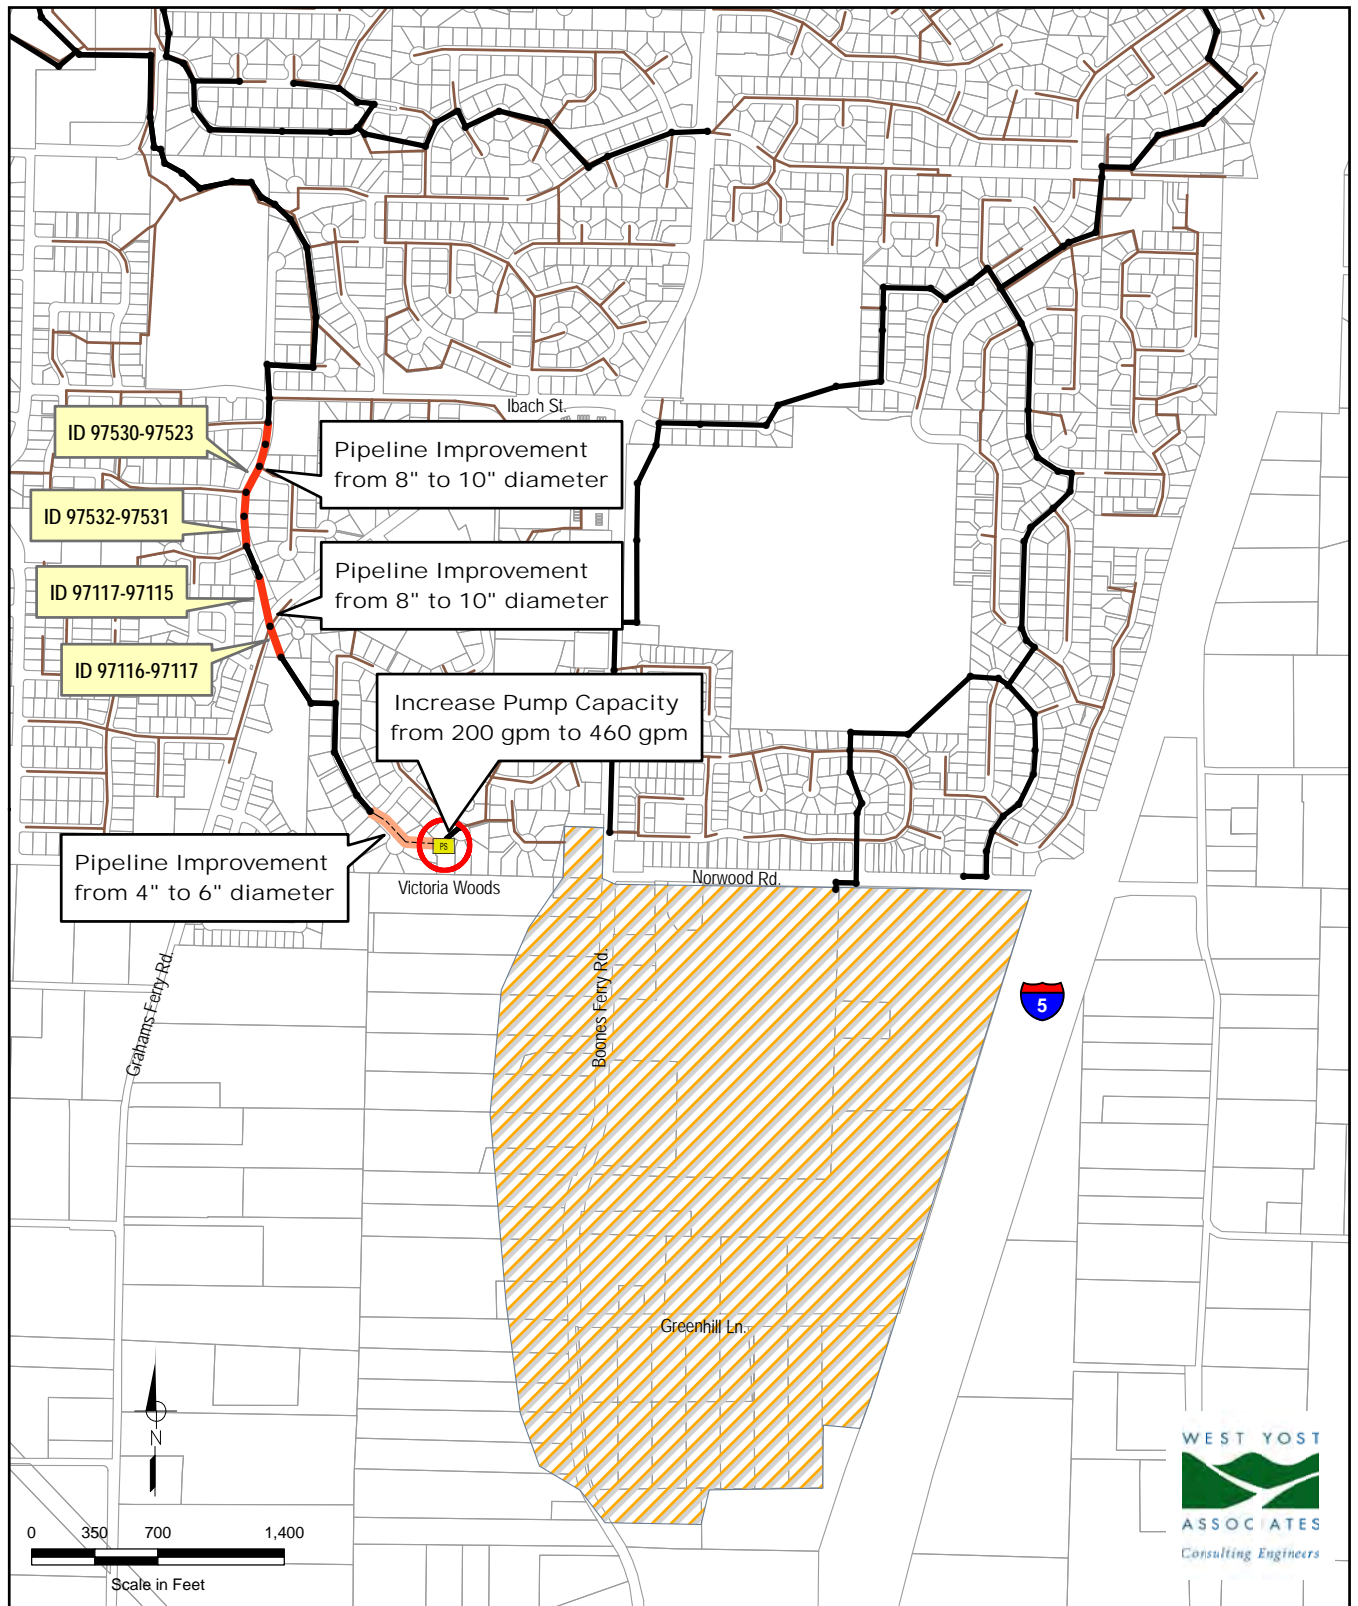 Ibach St.
ID 97530-97523
Pipeline Improvement
from 8" to 10" diameter
ID 97532-97531
Pipeline Improvement
from 8" to 10" diameter
ID 97117-97115
ID 97116-97117
Increase Pump Capacity
from 200 gpm to 460 gpm
PS
Pipeline Improvement
from 4" to 6" diameter
Victoria Woods
Norwood Rd.
Grahams Ferry Rd.
Boones Ferry Rd.
5
Greenhill Ln.
N
WEST YOST
ASSOCIATES
Consulting Engineers
0 350 700 1,400
Scale in Feet